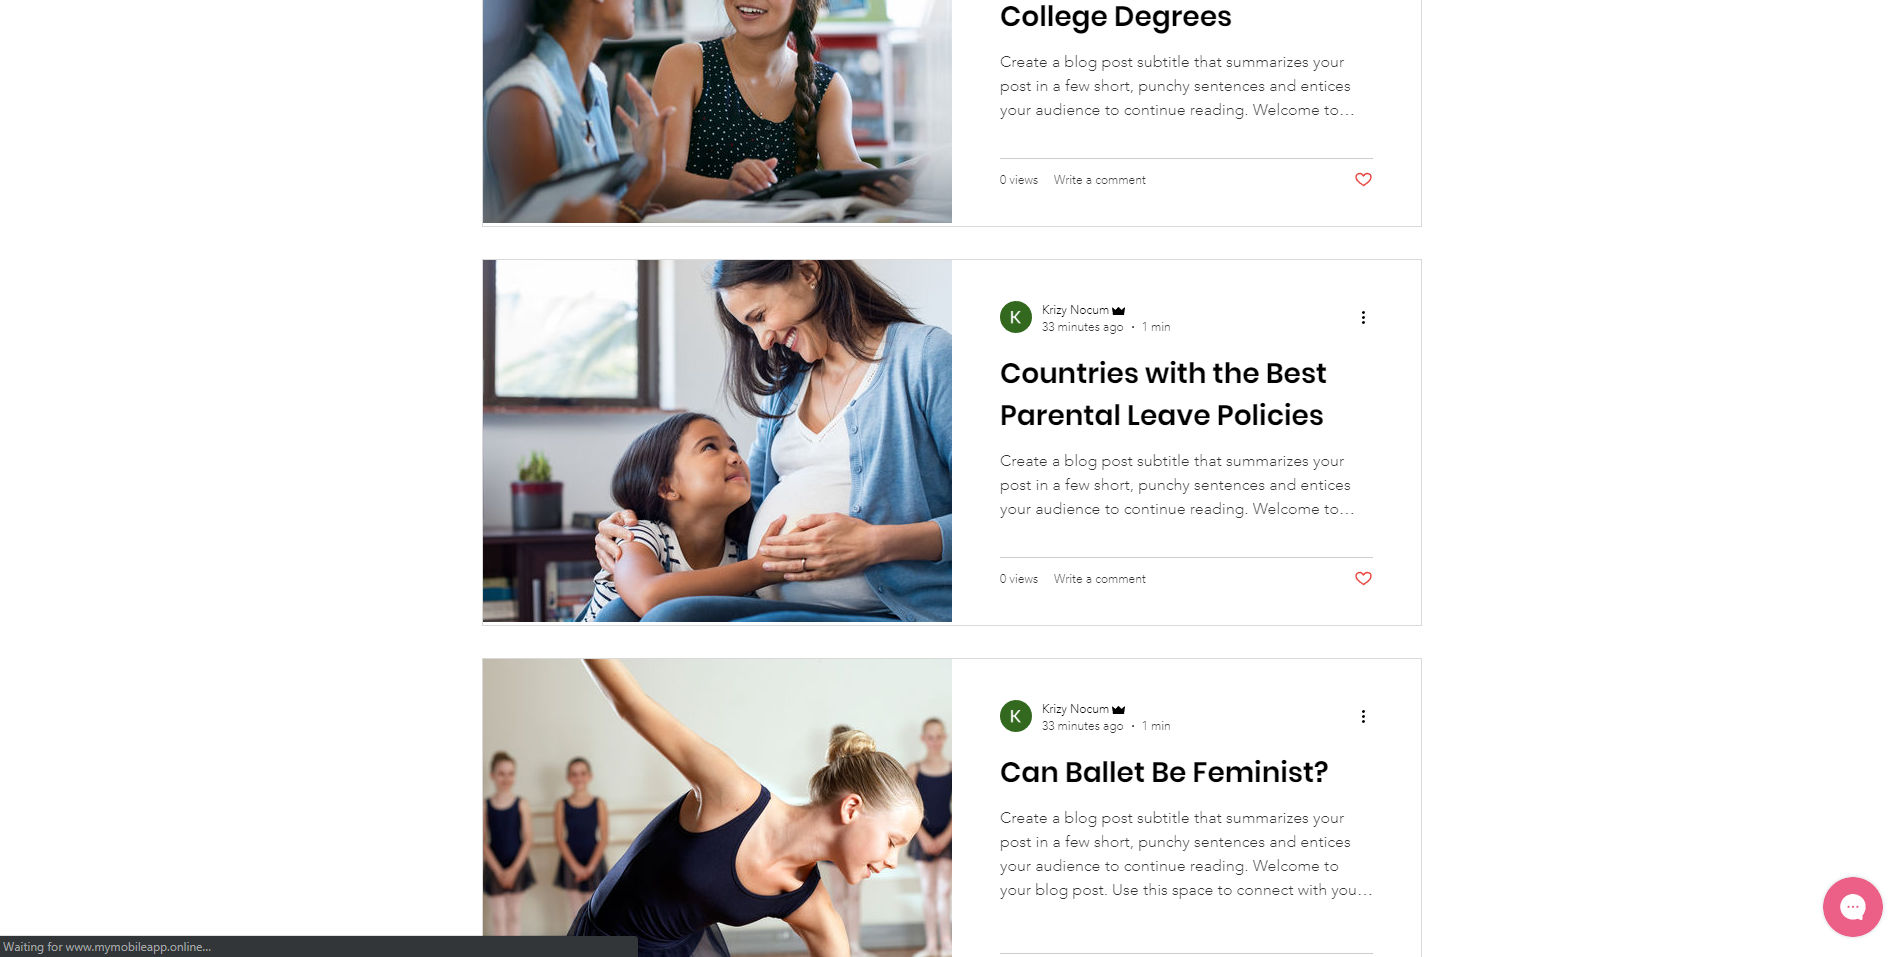 College Degrees
Create a blog post subtitle that summarizes your
post in a few short, punchy sentences and entices
your audience to continue reading. Welcome to...
0 views Write a comment
K
Krizy Nocum
33 minutes ago · 1 min
Countries with the Best
Parental Leave Policies
Create a blog post subtitle that summarizes your
post in a few short, punchy sentences and entices
your audience to continue reading. Welcome to...
0 views Write a comment
K
Krizy Nocum
33 minutes ago · 1 min
Can Ballet Be Feminist?
Create a blog post subtitle that summarizes your
post in a few short, punchy sentences and entices
your audience to continue reading. Welcome to
your blog post. Use this space to connect with you...
Waiting for www.mymobileapp.online...